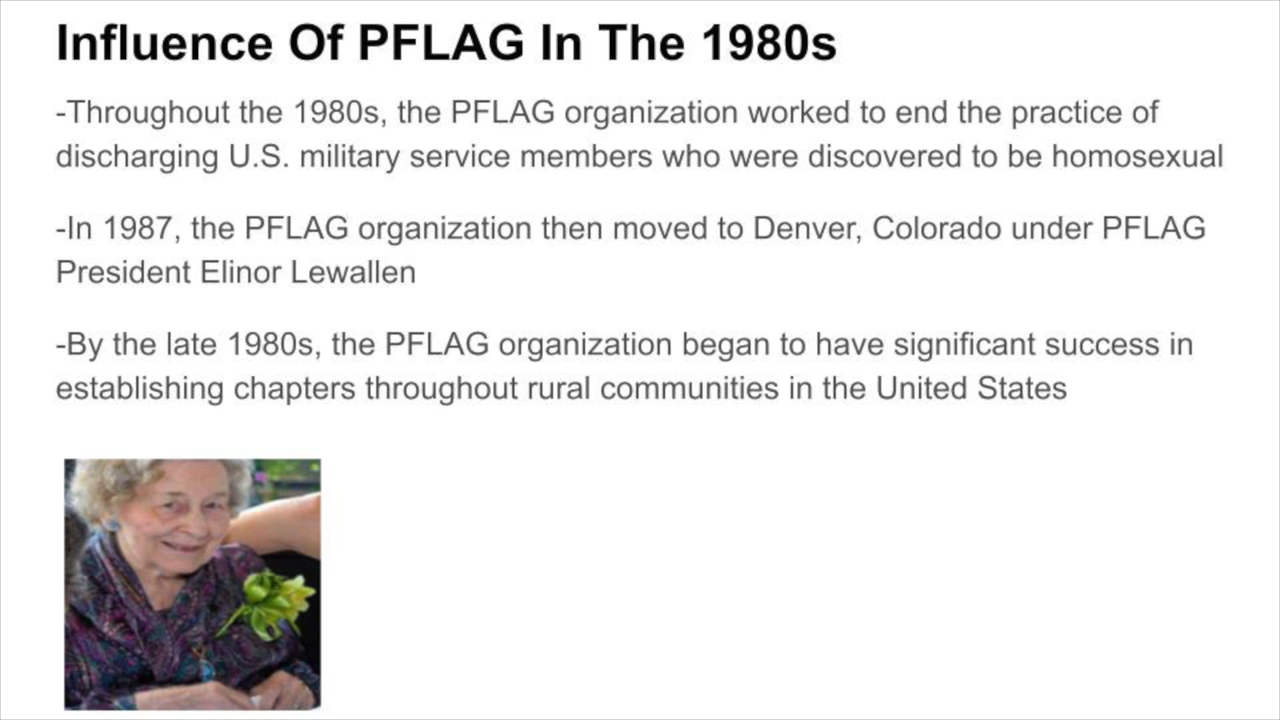 Influence Of PFLAG In The 1980s
-Throughout the 1980s, the PFLAG organization worked to end the practice of
discharging U.S. military service members who were discovered to be homosexual
-In 1987, the PFLAG organization then moved to Denver, Colorado under PFLAG
President Elinor Lewallen
-By the late 1980s, the PFLAG organization began to have significant success in
establishing chapters throughout rural communities in the United States